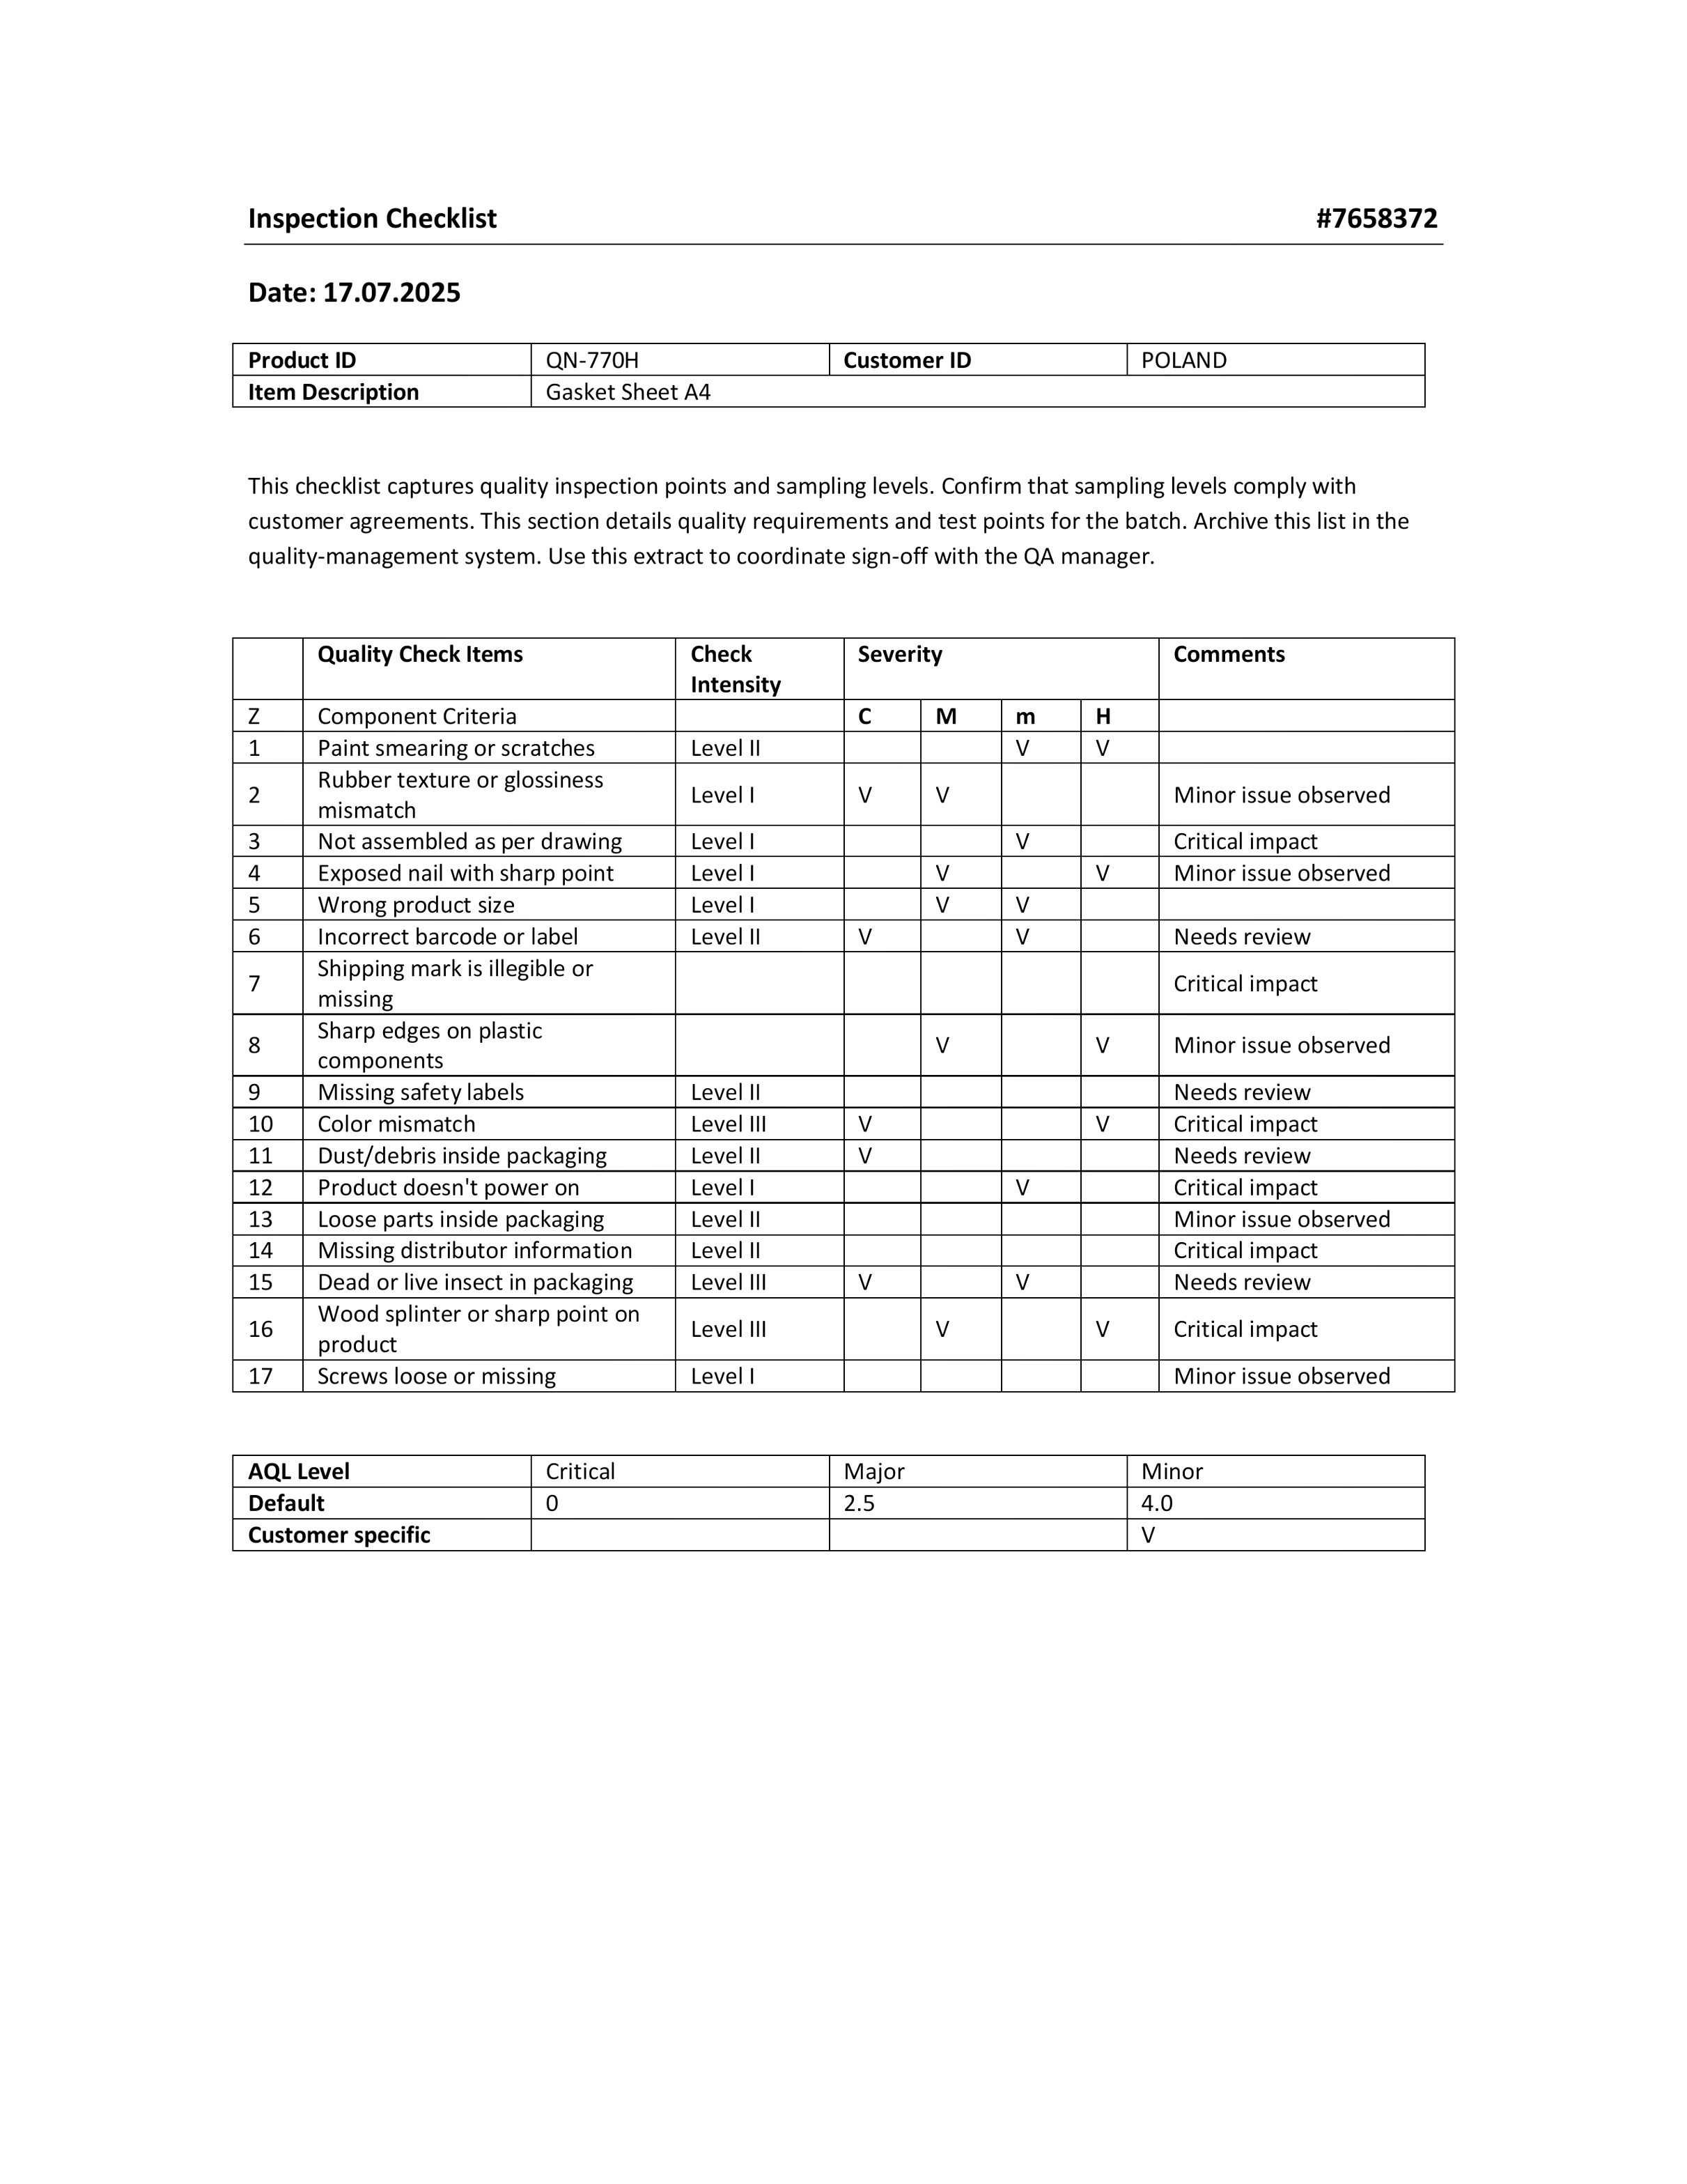 Inspection Checklist #7658372
Date: 17.07.2025
Product ID QN-770H Customer ID POLAND
Item Description Gasket Sheet A4
This checklist captures quality inspection points and sampling levels. Confirm that sampling levels comply with
customer agreements. This section details quality requirements and test points for the batch. Archive this list in the
quality-management system. Use this extract to coordinate sign-off with the QA manager.
Quality Check Items Check Intensity Severity Comments
Z Component Criteria C M m H
1 Paint smearing or scratches Level II V V
2 Rubber texture or glossiness mismatch Level I V V Minor issue observed
3 Not assembled as per drawing Level I V Critical impact
4 Exposed nail with sharp point Level I V V Minor issue observed
5 Wrong product size Level I V V
6 Incorrect barcode or label Level II V V Needs review
7 Shipping mark is illegible or missing Critical impact
8 Sharp edges on plastic components V V Minor issue observed
9 Missing safety labels Level II Needs review
10 Color mismatch Level III V V Critical impact
11 Dust/debris inside packaging Level II V Needs review
12 Product doesn't power on Level I V Critical impact
13 Loose parts inside packaging Level II Minor issue observed
14 Missing distributor information Level II Critical impact
15 Dead or live insect in packaging Level III V V Needs review
16 Wood splinter or sharp point on product Level III V V Critical impact
17 Screws loose or missing Level I Minor issue observed
AQL Level Critical Major Minor
Default 0 2.5 4.0
Customer specific V